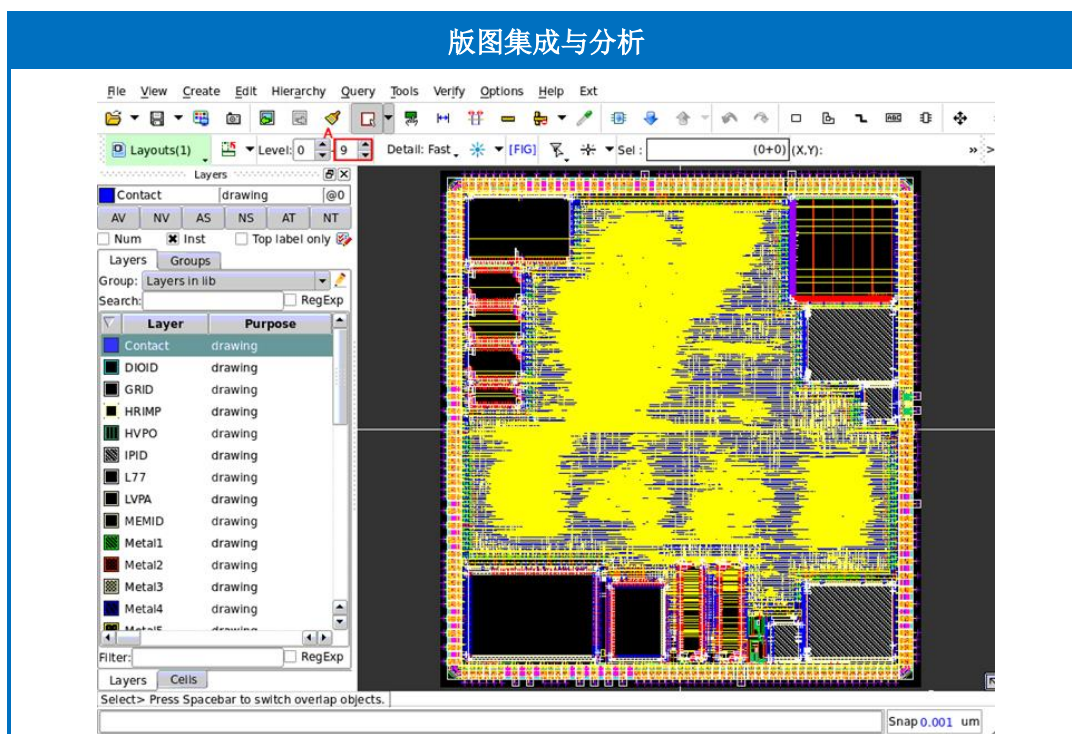 版图集成与分析
File View Create Edit Hierarchy Query Tools Verify Options Help Ext
A
Layouts(1) Level: 0 9 Detail: Fast [FIG] Sel : (0+0) (X,Y): » >
Layers
Contact drawing @0
AV NV AS NS AT NT
Num Inst Top label only
Layers Groups
Group: Layers in lib
Search: RegExp
Layer Purpose
Contact drawing
DIOID drawing
GRID drawing
HRIMP drawing
HVPO drawing
IPID drawing
L77 drawing
LVPA drawing
MEMID drawing
Metal1 drawing
Metal2 drawing
Metal3 drawing
Metal4 drawing
Metal5 drawing
Filter: RegExp
Layers Cells
Select> Press Spacebar to switch overlap objects.
Snap 0.001 um